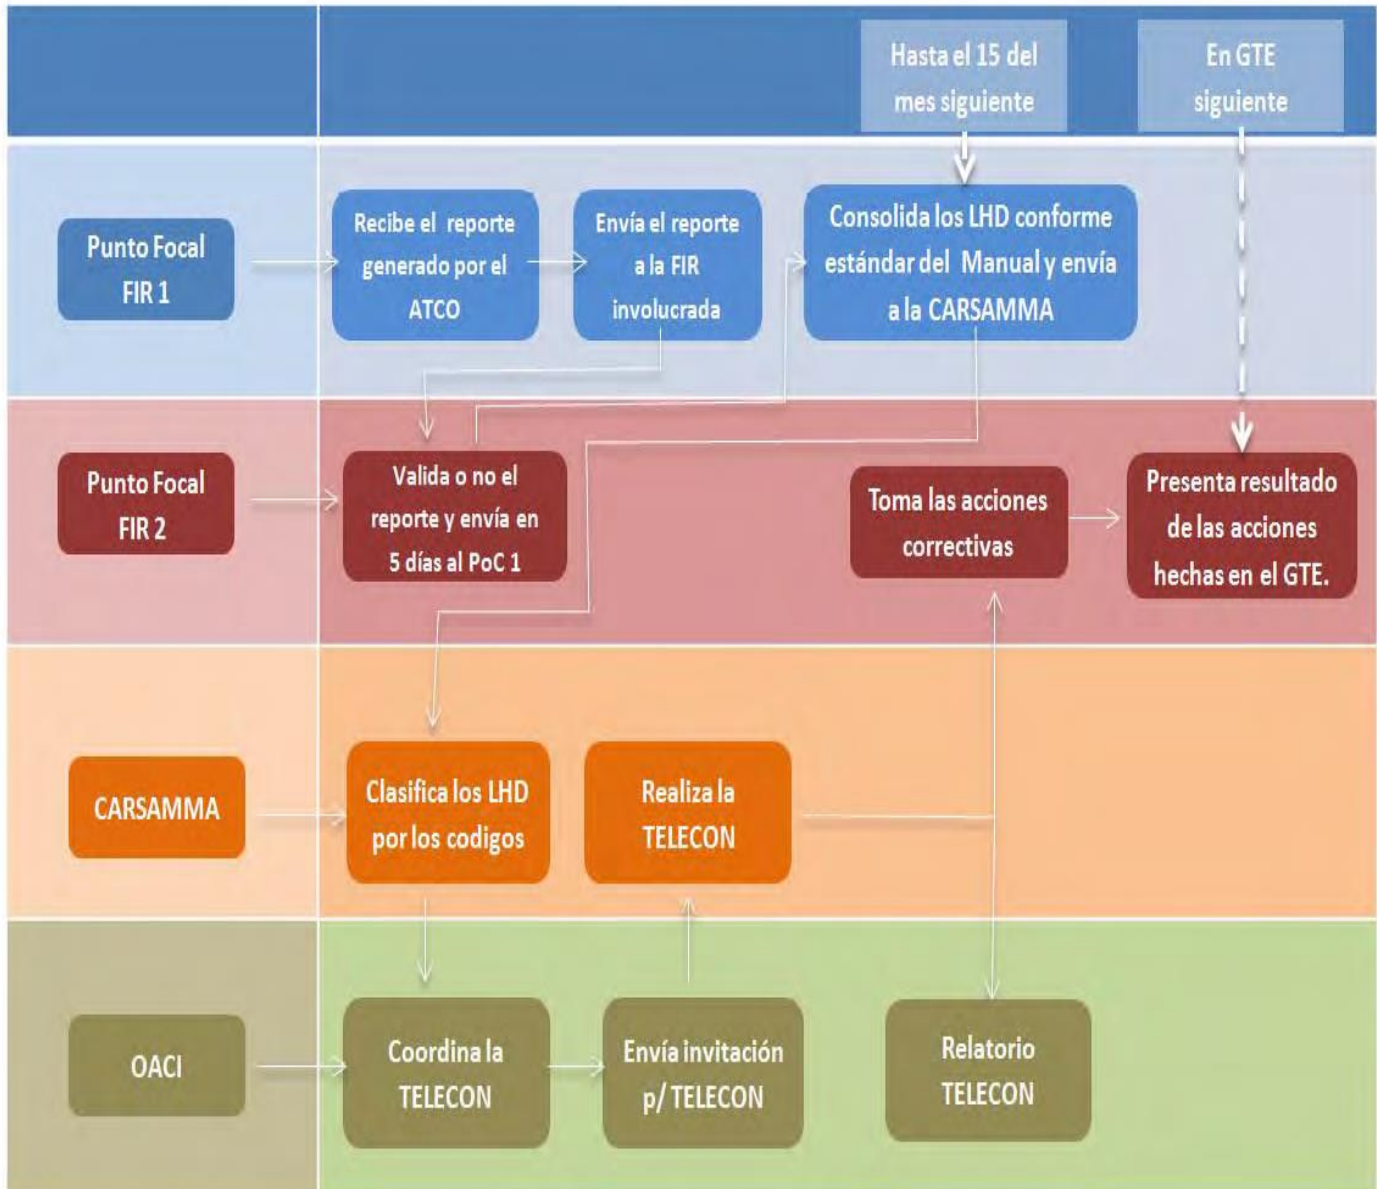 Hasta el 15 del
mes siguiente
En GTE
siguiente
Punto Focal
FIR 1
Recibe el reporte
generado por el
ATCO
Envía el reporte
a la FIR
involucrada
Consolida los LHD conforme
estándar del Manual y envía
a la CARSAMMA
Punto Focal
FIR 2
Valida o no el
reporte y envía en
5 días al PoC 1
Toma las acciones
correctivas
Presenta resultado
de las acciones
hechas en el GTE.
CARSAMMA
Clasifica los LHD
por los codigos
Realiza la
TELECON
OACI
Coordina la
TELECON
Envía invitación
p/ TELECON
Relatorio
TELECON